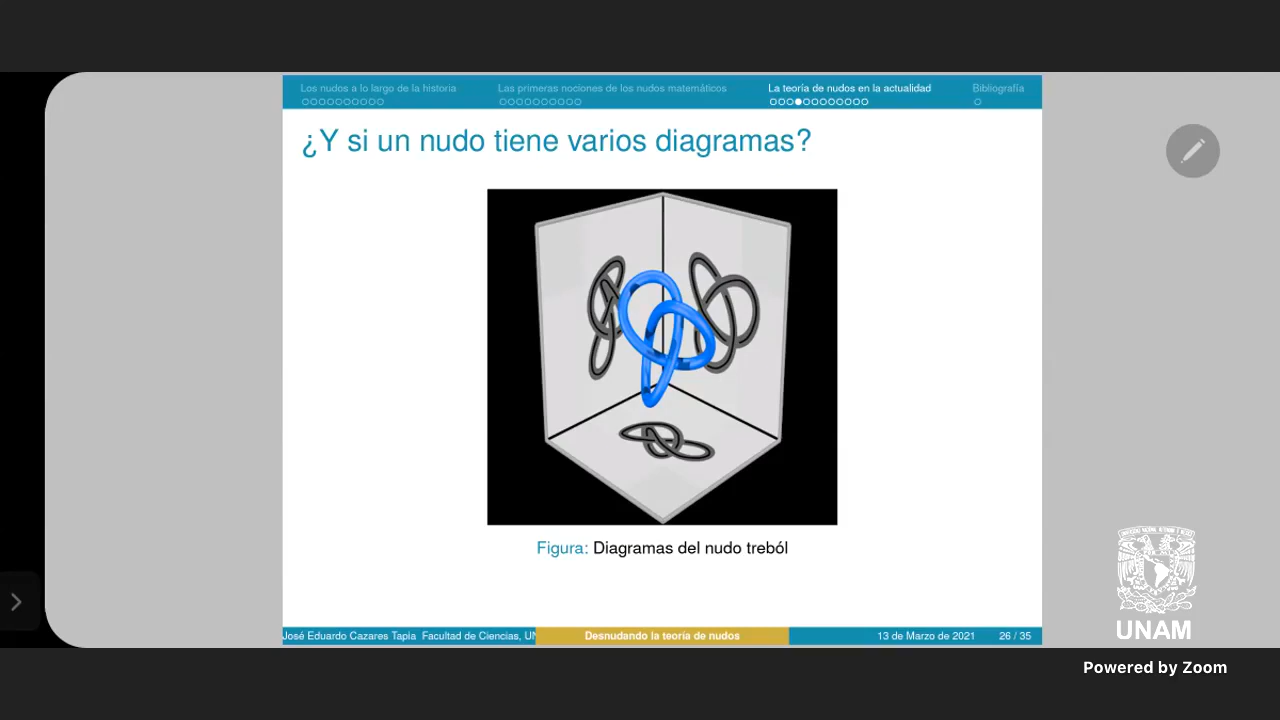 Los nudos a lo largo de la historia
Las primeras nociones de los nudos matemáticos
La teoría de nudos en la actualidad
Bibliografía
¿Y si un nudo tiene varios diagramas?
Figura: Diagramas del nudo treból
José Eduardo Cazares Tapia Facultad de Ciencias, UN
Desnudando la teoría de nudos
13 de Marzo de 2021
26 / 35
UNAM
Powered by Zoom